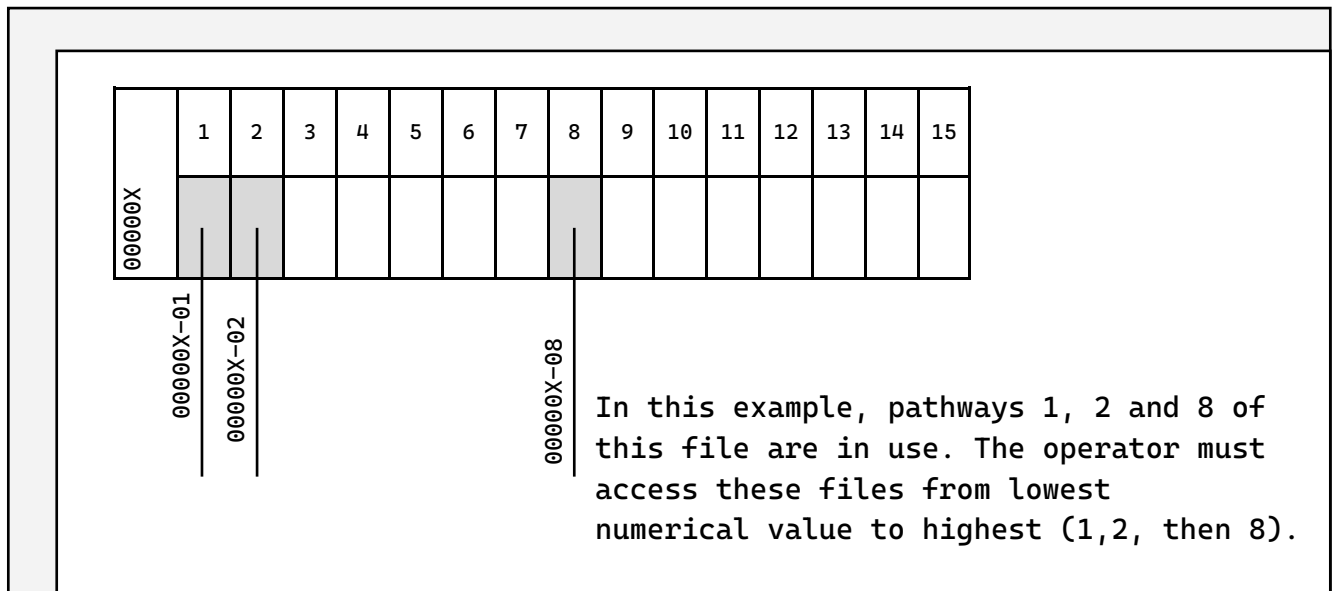 1 2 3 4 5 6 7 8 9 10 11 12 13 14 15
00000X
00000X-01
00000X-02
00000X-08
In this example, pathways 1, 2 and 8 of
this file are in use. The operator must
access these files from lowest
numerical value to highest (1,2, then 8).